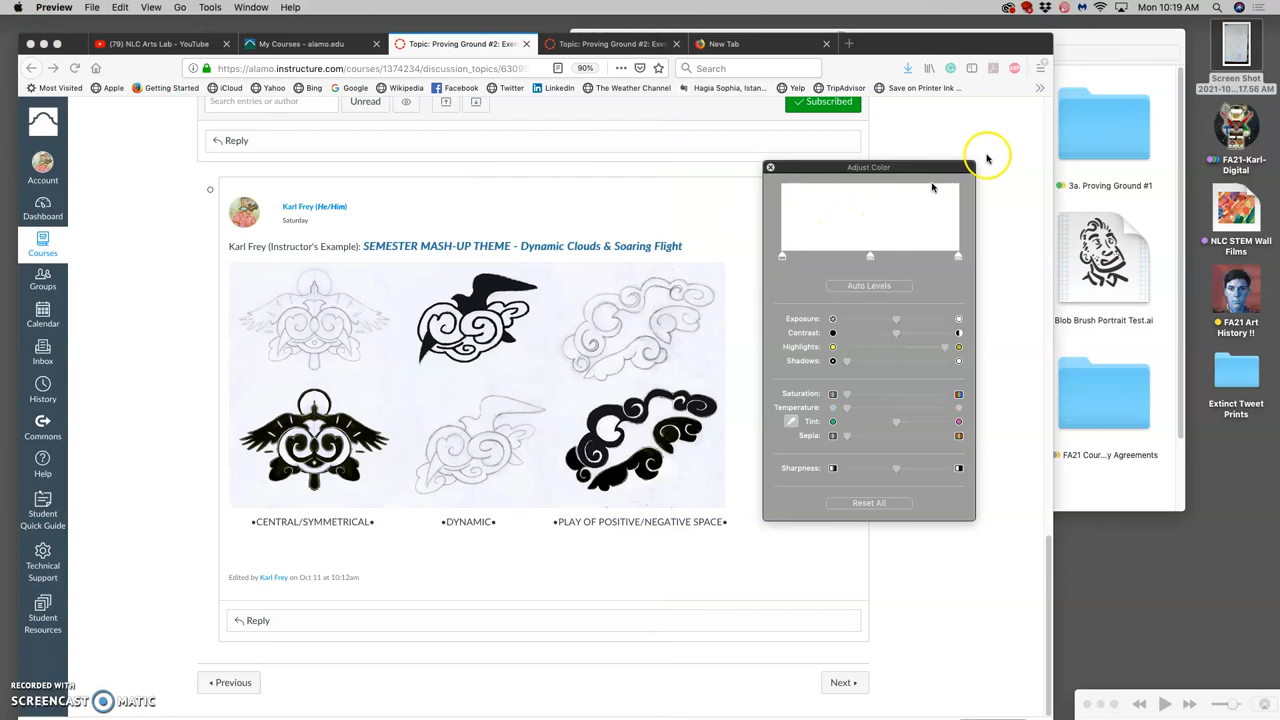 Preview File Edit View Go Tools Window Help
Mon 10:19 AM
(79) NLC Arts Lab - YouTube
My Courses - alamo.edu
Topic: Proving Ground #2: Exer
Topic: Proving Ground #2: Exer
New Tab
https://alamo.instructure.com/courses/1374234/discussion_topics/63095
90%
Search
Most Visited
Apple
Getting Started
iCloud
Yahoo
Bing
Google
Wikipedia
Facebook
Twitter
LinkedIn
The Weather Channel
Hagia Sophia, Istan...
Yelp
TripAdvisor
Save on Printer Ink ...
Search entries or author
Unread
Subscribed
Reply
Account
Dashboard
Courses
Groups
Calendar
Inbox
History
Commons
Help
Student
Quick Guide
Technical
Support
Student
Resources
Karl Frey (He/Him)
Saturday
Karl Frey (Instructor's Example): SEMESTER MASH-UP THEME - Dynamic Clouds & Soaring Flight
•CENTRAL/SYMMETRICAL•
•DYNAMIC•
•PLAY OF POSITIVE/NEGATIVE SPACE•
Edited by Karl Frey on Oct 11 at 10:12am
Reply
Previous
Next
Adjust Color
Auto Levels
Exposure:
Contrast:
Highlights:
Shadows:
Saturation:
Temperature:
Tint:
Sepia:
Sharpness:
Reset All
3a. Proving Ground #1
Blob Brush Portrait Test.ai
FA21 Cour...y Agreements
Screen Shot
2021-10...17.56 AM
FA21-Karl-
Digital
NLC STEM Wall
Films
FA21 Art
History !!
Extinct Tweet
Prints
RECORDED WITH
SCREENCAST MATIC